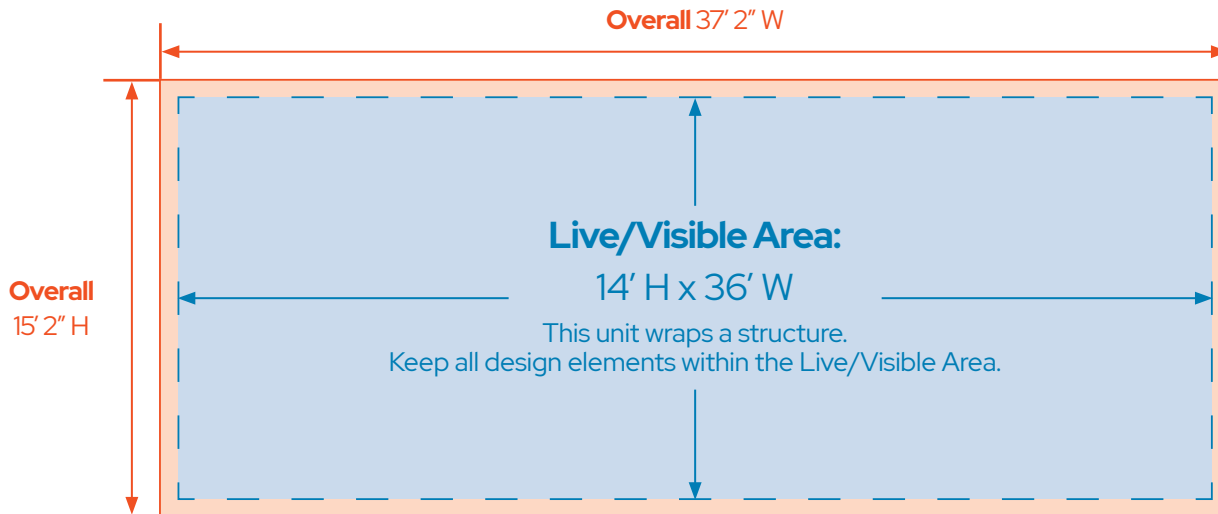 Overall 37’ 2” W
Live/Visible Area:
14’ H x 36’ W
Overall
15’ 2” H
This unit wraps a structure.
Keep all design elements within the Live/Visible Area.